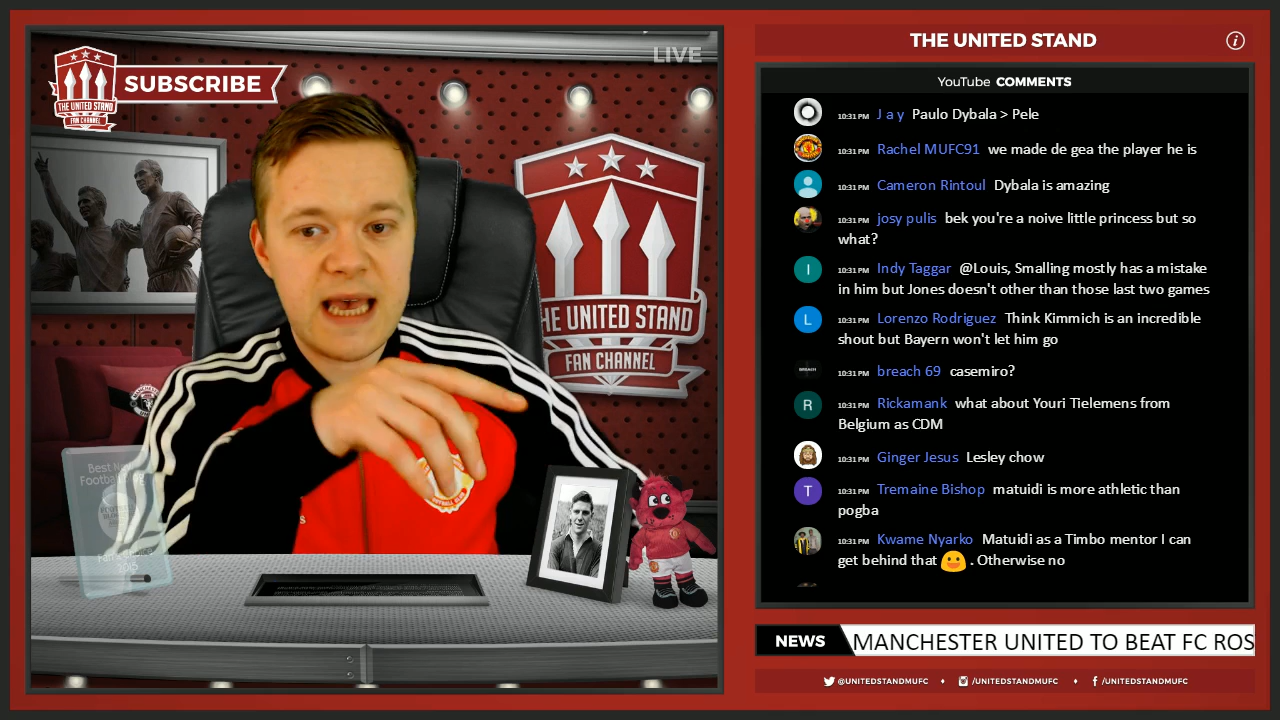 LIVE
SUBSCRIBE
THE UNITED STAND
FAN CHANNEL
THE UNITED STAND
FAN CHANNEL
Best New
Football Blog
2015
THE UNITED STAND
YouTube COMMENTS
10:31 PM J a y Paulo Dybala > Pele
10:31 PM Rachel MUFC91 we made de gea the player he is
10:31 PM Cameron Rintoul Dybala is amazing
10:31 PM josy pulis bek you're a noive little princess but so
what?
10:31 PM Indy Taggar @Louis, Smalling mostly has a mistake
in him but Jones doesn't other than those last two games
10:31 PM Lorenzo Rodriguez Think Kimmich is an incredible
shout but Bayern won't let him go
10:31 PM breach 69 casemiro?
10:31 PM Rickamank what about Youri Tielemens from
Belgium as CDM
10:31 PM Ginger Jesus Lesley chow
10:31 PM Tremaine Bishop matuidi is more athletic than
pogba
10:31 PM Kwame Nyarko Matuidi as a Timbo mentor I can
get behind that 😃 . Otherwise no
NEWS MANCHESTER UNITED TO BEAT FC ROS
@UNITEDSTANDMUFC • /UNITEDSTANDMUFC • /UNITEDSTANDMUFC